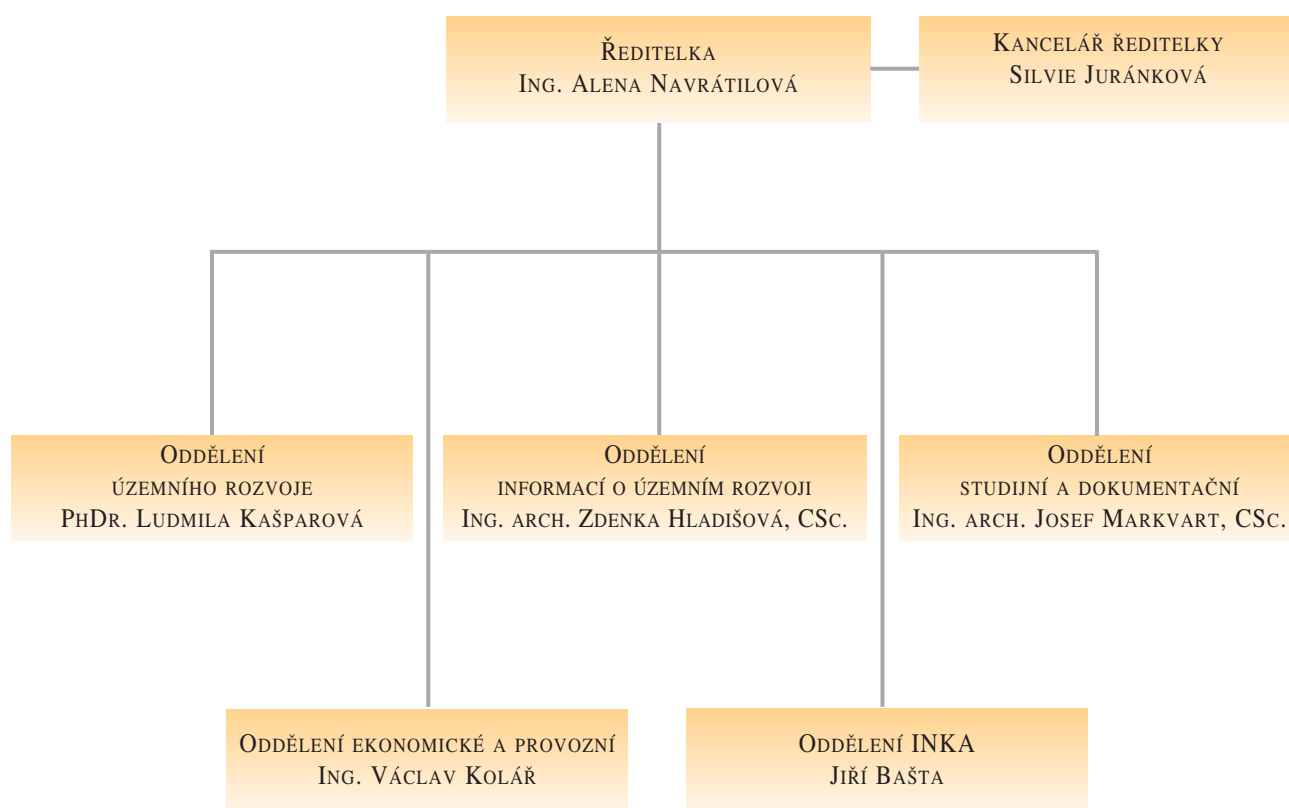 Ředitelka
Ing. Alena Navrátilová
Kancelář ředitelky
Silvie Juránková
Oddělení
územního rozvoje
PhDr. Ludmila Kašparová
Oddělení
informací o územním rozvoji
Ing. arch. Zdenka Hladišová, CSc.
Oddělení
studijní a dokumentační
Ing. arch. Josef Markvart, CSc.
Oddělení ekonomické a provozní
Ing. Václav Kolář
Oddělení INKA
Jiří Bašta